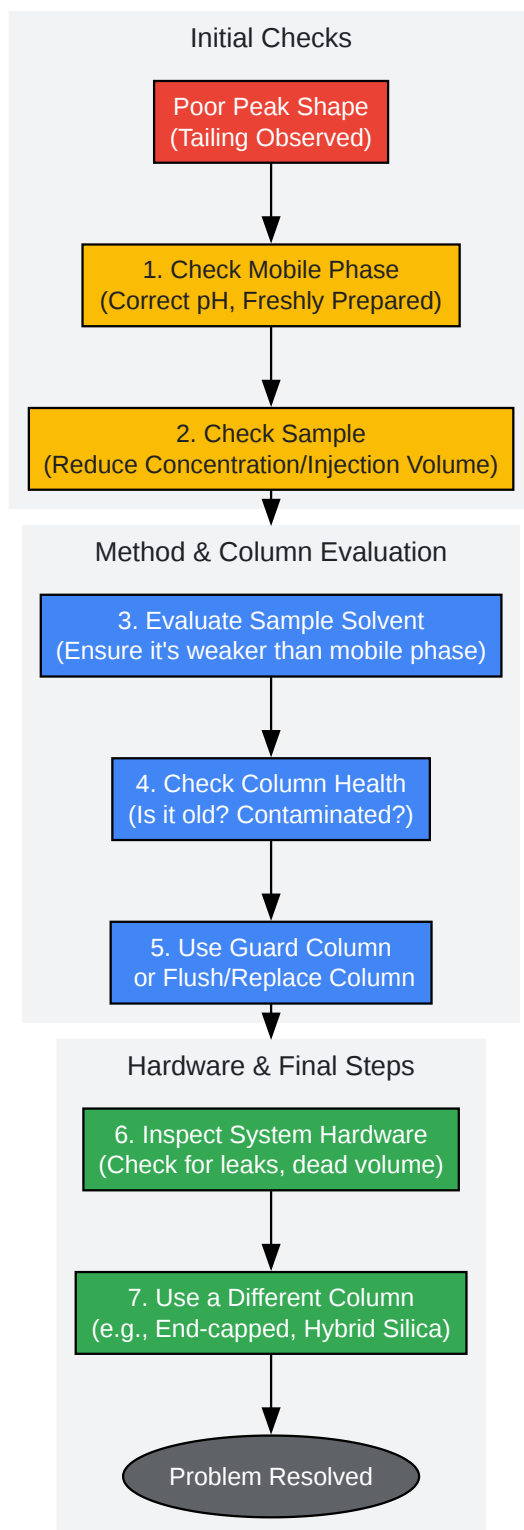 Initial Checks
Poor Peak Shape
(Tailing Observed)
1. Check Mobile Phase
(Correct pH, Freshly Prepared)
2. Check Sample
(Reduce Concentration/Injection Volume)
Method & Column Evaluation
3. Evaluate Sample Solvent
(Ensure it's weaker than mobile phase)
4. Check Column Health
(Is it old? Contaminated?)
5. Use Guard Column
or Flush/Replace Column
Hardware & Final Steps
6. Inspect System Hardware
(Check for leaks, dead volume)
7. Use a Different Column
(e.g., End-capped, Hybrid Silica)
Problem Resolved